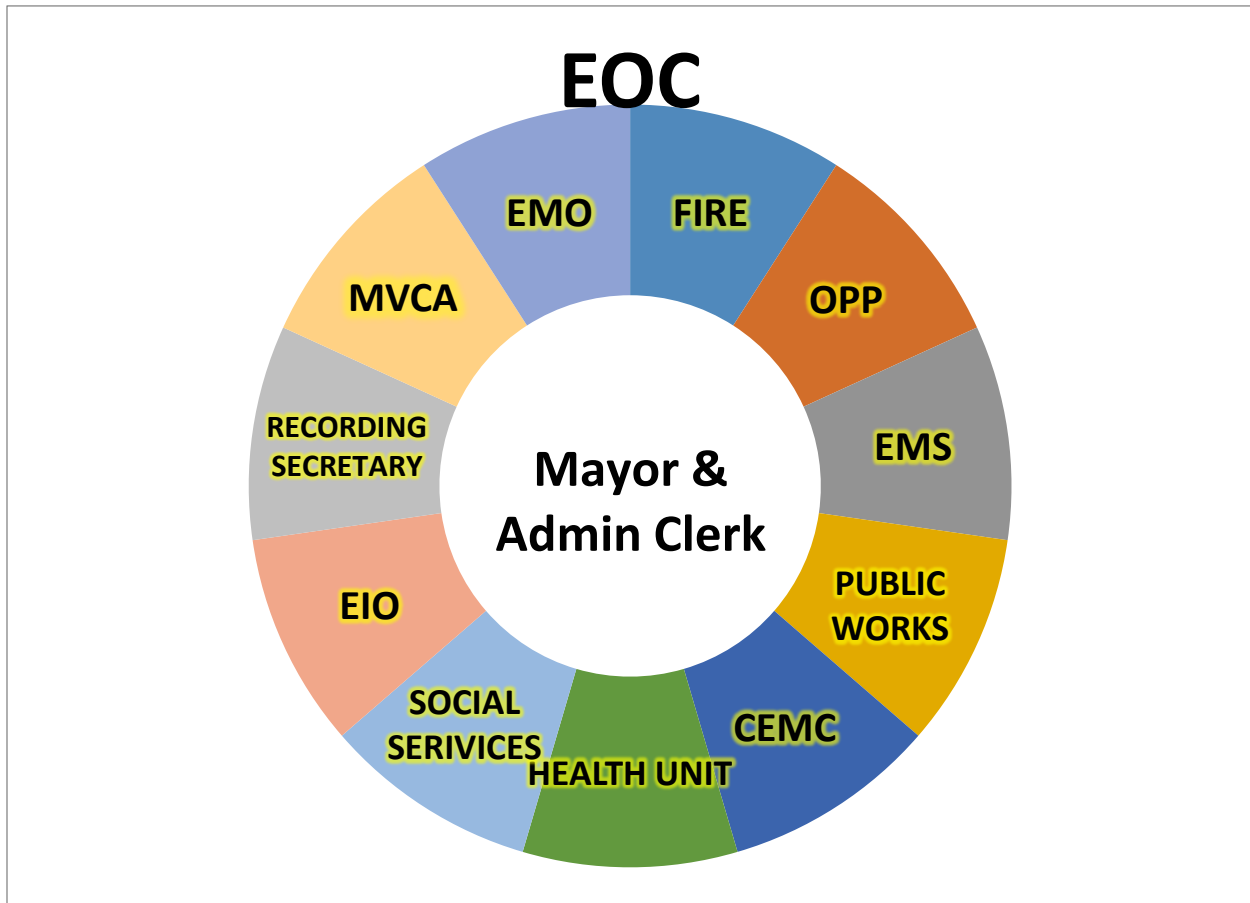 EOC
EMO
FIRE
MVCA
OPP
RECORDING
SECRETARY
EMS
Mayor &
Admin Clerk
EIO
PUBLIC
WORKS
SOCIAL
SERIVICES
CEMC
HEALTH UNIT